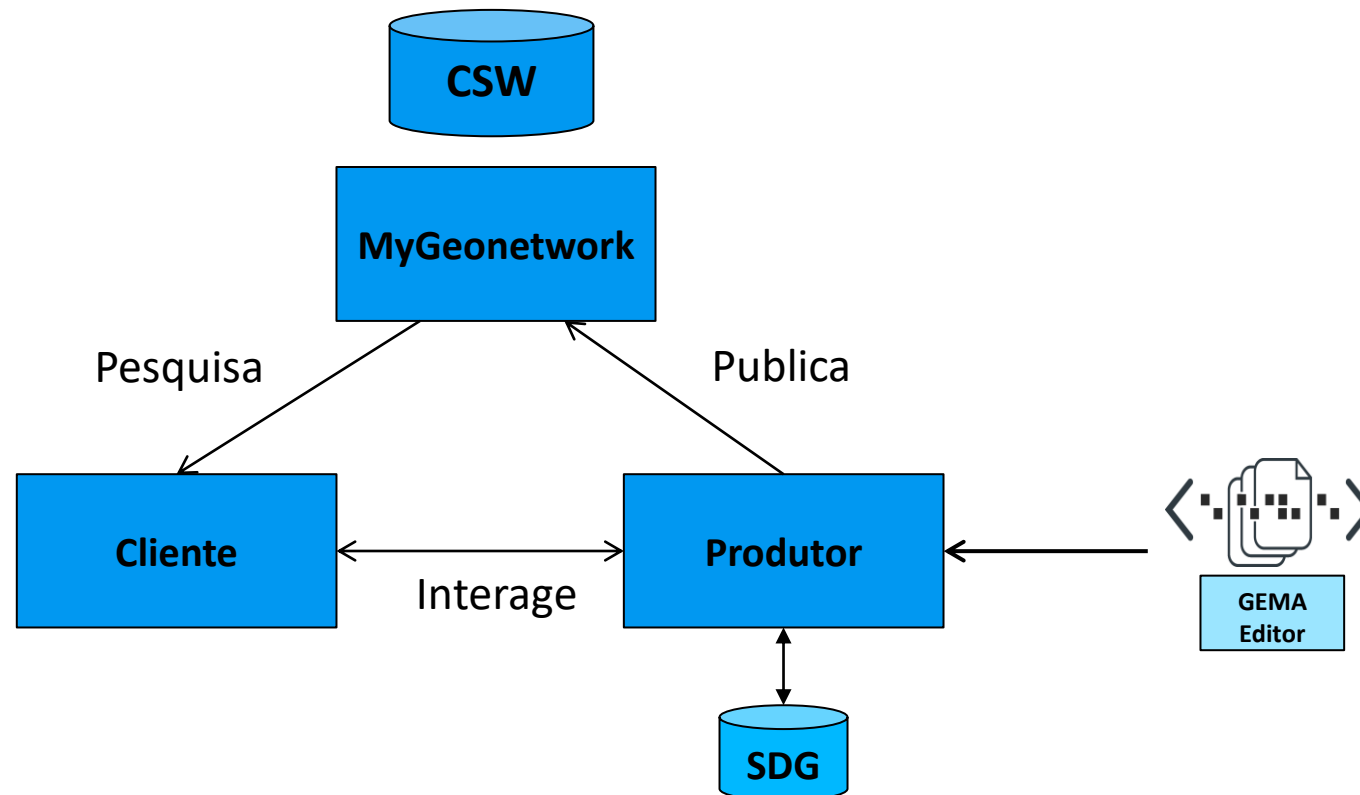 CSW
MyGeonetwork
Pesquisa
Publica
Cliente
Interage
Produtor
GEMA
Editor
SDG